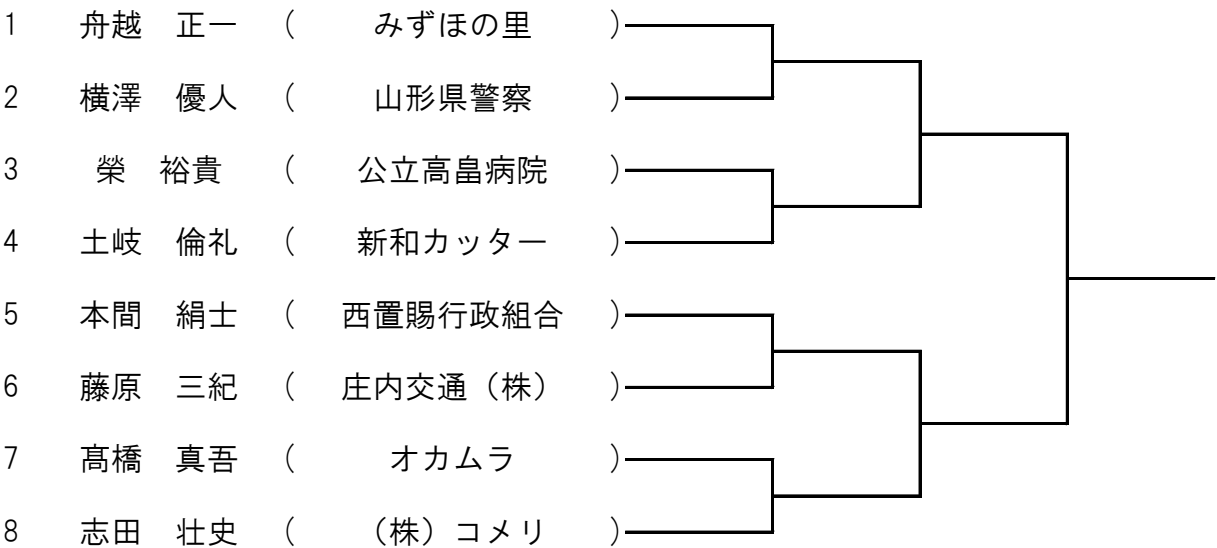 1 舟越 正一 ( みずほの里 )
2 横澤 優人 ( 山形県警察 )
3 榮 裕貴 ( 公立高畠病院 )
4 土岐 倫礼 ( 新和カッター )
5 本間 絹士 ( 西置賜行政組合 )
6 藤原 三紀 ( 庄内交通（株） )
7 髙橋 真吾 ( オカムラ )
8 志田 壮史 ( （株）コメリ )